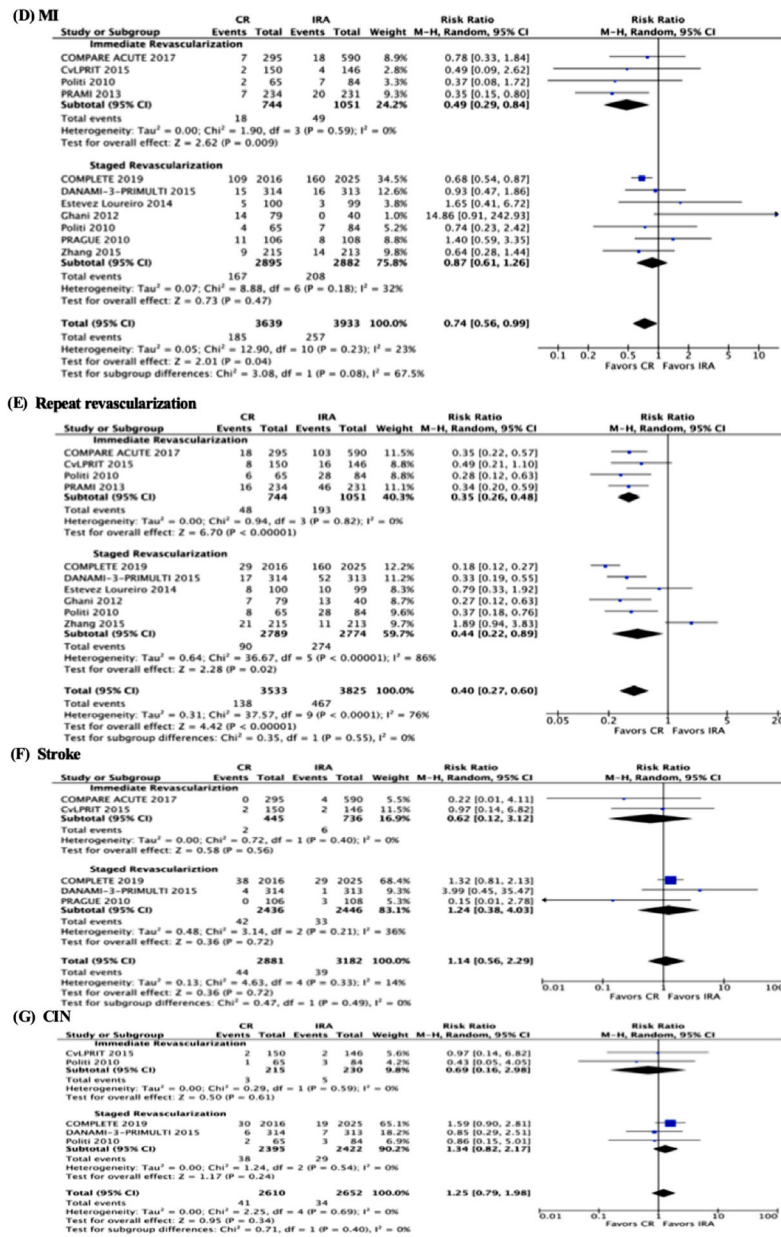 (D) MI
CR IRA Risk Ratio Risk Ratio
Study or Subgroup Events Total Events Total Weight M-H, Random, 95% CI M-H, Random, 95% CI
Immediate Revascularization
COMPARE ACUTE 2017 7 295 18 590 8.9% 0.78 [0.33, 1.84]
CvLPRIT 2015 2 150 4 146 2.8% 0.49 [0.09, 2.62]
Politi 2010 2 65 7 84 3.3% 0.37 [0.08, 1.72]
PRAMI 2013 7 234 20 231 9.3% 0.35 [0.15, 0.80]
Subtotal (95% CI) 744 1051 24.2% 0.49 [0.29, 0.84]
Total events 18 49
Heterogeneity: Tau² = 0.00; Chi² = 1.90, df = 3 (P = 0.59); I² = 0%
Test for overall effect: Z = 2.62 (P = 0.009)
Staged Revascularization
COMPLETE 2019 109 2016 160 2025 34.5% 0.68 [0.54, 0.87]
DANAMI-3-PRIMULTI 2015 15 314 16 313 12.6% 0.93 [0.47, 1.86]
Estevez Loureiro 2014 5 100 3 99 5.1% 1.65 [0.41, 6.72]
Ghani 2012 14 79 0 40 1.0% 14.86 [0.91, 242.93]
Politi 2010 4 65 7 84 5.3% 0.74 [0.23, 2.42]
PRAGUE 2010 11 106 8 108 9.1% 1.40 [0.59, 3.35]
Zhang 2015 9 215 14 213 9.1% 0.64 [0.28, 1.44]
Subtotal (95% CI) 2895 2882 75.8% 0.87 [0.61, 1.26]
Total events 167 208
Heterogeneity: Tau² = 0.07; Chi² = 8.88, df = 6 (P = 0.18); I² = 32%
Test for overall effect: Z = 0.73 (P = 0.47)
Total (95% CI) 3639 3933 100.0% 0.74 [0.56, 0.99]
Total events 185 257
Heterogeneity: Tau² = 0.05; Chi² = 12.90, df = 10 (P = 0.23); I² = 23%
Test for overall effect: Z = 2.01 (P = 0.04)
Test for subgroup differences: Chi² = 3.08, df = 1 (P = 0.08), I² = 67.5%
0.1 0.2 0.5 1 2 5 10
Favors CR Favors IRA
(E) Repeat revascularization
CR IRA Risk Ratio Risk Ratio
Study or Subgroup Events Total Events Total Weight M-H, Random, 95% CI M-H, Random, 95% CI
Immediate Revascularization
COMPARE ACUTE 2017 18 295 103 590 11.5% 0.35 [0.22, 0.57]
CvLPRIT 2015 8 150 16 146 8.8% 0.49 [0.21, 1.10]
Politi 2010 6 65 28 84 8.8% 0.28 [0.12, 0.63]
PRAMI 2013 16 234 46 231 11.2% 0.34 [0.20, 0.59]
Subtotal (95% CI) 744 1051 40.3% 0.35 [0.26, 0.48]
Total events 48 193
Heterogeneity: Tau² = 0.00; Chi² = 0.94, df = 3 (P = 0.82); I² = 0%
Test for overall effect: Z = 6.70 (P < 0.00001)
Staged Revascularization
COMPLETE 2019 29 2016 160 2025 12.2% 0.18 [0.12, 0.27]
DANAMI-3-PRIMULTI 2015 17 314 52 313 11.2% 0.33 [0.19, 0.55]
Estevez Loureiro 2014 8 100 10 99 8.2% 0.79 [0.33, 1.92]
Ghani 2012 7 79 13 40 8.7% 0.27 [0.12, 0.63]
Politi 2010 8 65 28 84 9.6% 0.37 [0.18, 0.76]
Zhang 2015 21 215 11 213 9.7% 1.89 [0.94, 3.83]
Subtotal (95% CI) 2789 2774 59.7% 0.44 [0.22, 0.89]
Total events 90 274
Heterogeneity: Tau² = 0.64; Chi² = 36.67, df = 5 (P < 0.00001); I² = 86%
Test for overall effect: Z = 2.28 (P = 0.02)
Total (95% CI) 3533 3825 100.0% 0.40 [0.27, 0.60]
Total events 138 467
Heterogeneity: Tau² = 0.31; Chi² = 37.57, df = 9 (P < 0.0001); I² = 76%
Test for overall effect: Z = 4.42 (P < 0.00001)
Test for subgroup differences: Chi² = 0.35, df = 1 (P = 0.55), I² = 0%
0.05 0.2 1 5 20
Favors CR Favors IRA
(F) Stroke
CR IRA Risk Ratio Risk Ratio
Study or Subgroup Events Total Events Total Weight M-H, Random, 95% CI M-H, Random, 95% CI
Immediate Revasculariztion
COMPARE ACUTE 2017 0 295 4 590 5.5% 0.22 [0.01, 4.11]
CvLPRIT 2015 2 150 2 146 11.5% 0.97 [0.14, 6.82]
Subtotal (95% CI) 445 736 16.9% 0.62 [0.12, 3.12]
Total events 2 6
Heterogeneity: Tau² = 0.00; Chi² = 0.72, df = 1 (P = 0.40); I² = 0%
Test for overall effect: Z = 0.58 (P = 0.56)
Staged Revasculariztion
COMPLETE 2019 38 2016 29 2025 68.4% 1.32 [0.81, 2.13]
DANAMI-3-PRIMULTI 2015 4 314 1 313 9.3% 3.99 [0.45, 35.47]
PRAGUE 2010 0 106 3 108 5.3% 0.15 [0.01, 2.78]
Subtotal (95% CI) 2436 2446 83.1% 1.24 [0.38, 4.03]
Total events 42 33
Heterogeneity: Tau² = 0.48; Chi² = 3.14, df = 2 (P = 0.21); I² = 36%
Test for overall effect: Z = 0.36 (P = 0.72)
Total (95% CI) 2881 3182 100.0% 1.14 [0.56, 2.29]
Total events 44 39
Heterogeneity: Tau² = 0.13; Chi² = 4.63, df = 4 (P = 0.33); I² = 14%
Test for overall effect: Z = 0.36 (P = 0.72)
Test for subgroup differences: Chi² = 0.47, df = 1 (P = 0.49), I² = 0%
0.01 0.1 1 10 100
Favors CR Favors IRA
(G) CIN
CR IRA Risk Ratio Risk Ratio
Study or Subgroup Events Total Events Total Weight M-H, Random, 95% CI M-H, Random, 95% CI
Immediate Revascularization
CvLPRIT 2015 2 150 2 146 5.6% 0.97 [0.14, 6.82]
Politi 2010 1 65 3 84 4.2% 0.43 [0.05, 4.05]
Subtotal (95% CI) 215 230 9.8% 0.69 [0.16, 2.98]
Total events 3 5
Heterogeneity: Tau² = 0.00; Chi² = 0.29, df = 1 (P = 0.59); I² = 0%
Test for overall effect: Z = 0.50 (P = 0.61)
Staged Revascularization
COMPLETE 2019 30 2016 19 2025 65.1% 1.59 [0.90, 2.81]
DANAMI-3-PRIMULTI 2015 6 314 7 313 18.2% 0.85 [0.29, 2.51]
Politi 2010 2 65 3 84 6.9% 0.86 [0.15, 5.01]
Subtotal (95% CI) 2395 2422 90.2% 1.34 [0.82, 2.17]
Total events 38 29
Heterogeneity: Tau² = 0.00; Chi² = 1.24, df = 2 (P = 0.54); I² = 0%
Test for overall effect: Z = 1.17 (P = 0.24)
Total (95% CI) 2610 2652 100.0% 1.25 [0.79, 1.98]
Total events 41 34
Heterogeneity: Tau² = 0.00; Chi² = 2.25, df = 4 (P = 0.69); I² = 0%
Test for overall effect: Z = 0.95 (P = 0.34)
Test for subgroup differences: Chi² = 0.71, df = 1 (P = 0.40), I² = 0%
0.01 0.1 1 10 100
Favors CR Favors IRA